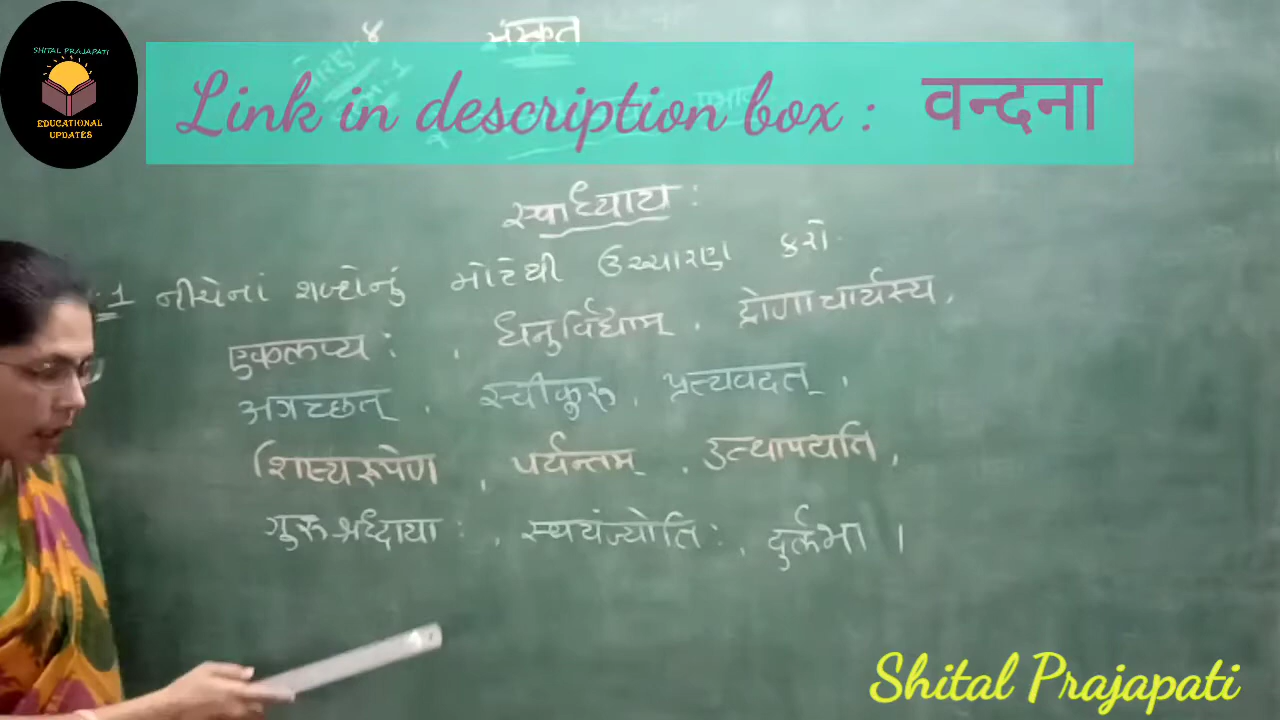 ४ संस्कृत
SHITAL PRAJAPATI
EDUCATIONAL
UPDATES
Link in description box : वन्दना
स्वाध्याय :
1 નીચેનાં શબ્દોનું મોટેથી ઉચ્ચારણ કરો.
एकलव्य : , धनुर्विद्याम् , द्रोणाचार्यस्य ,
अगच्छत् , स्वीकुरु , प्रत्यवदत् ,
शिष्यरूपेण , पर्यन्तम् , उत्थापयति ,
गुरुश्रद्धाया : , स्वयंज्योति : , दुर्लभा ।
Shital Prajapati